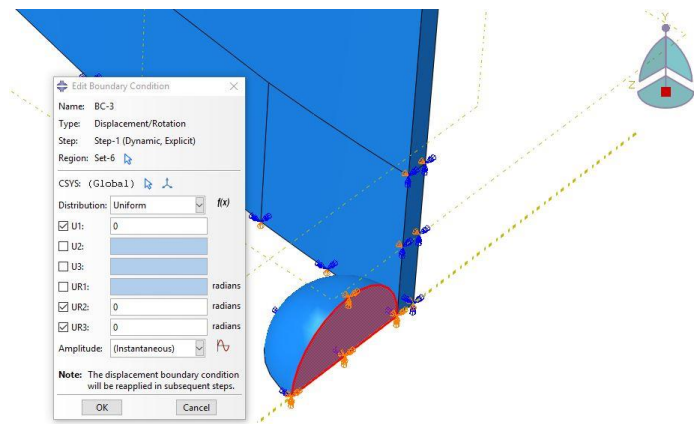 Edit Boundary Condition
Name: BC-3
Type: Displacement/Rotation
Step: Step-1 (Dynamic, Explicit)
Region: Set-6
CSYS: (Global)
Distribution: Uniform f(x)
U1: 0
U2:
U3:
UR1: radians
UR2: 0 radians
UR3: 0 radians
Amplitude: (Instantaneous)
Note: The displacement boundary condition
will be reapplied in subsequent steps.
OK Cancel
Y
Z